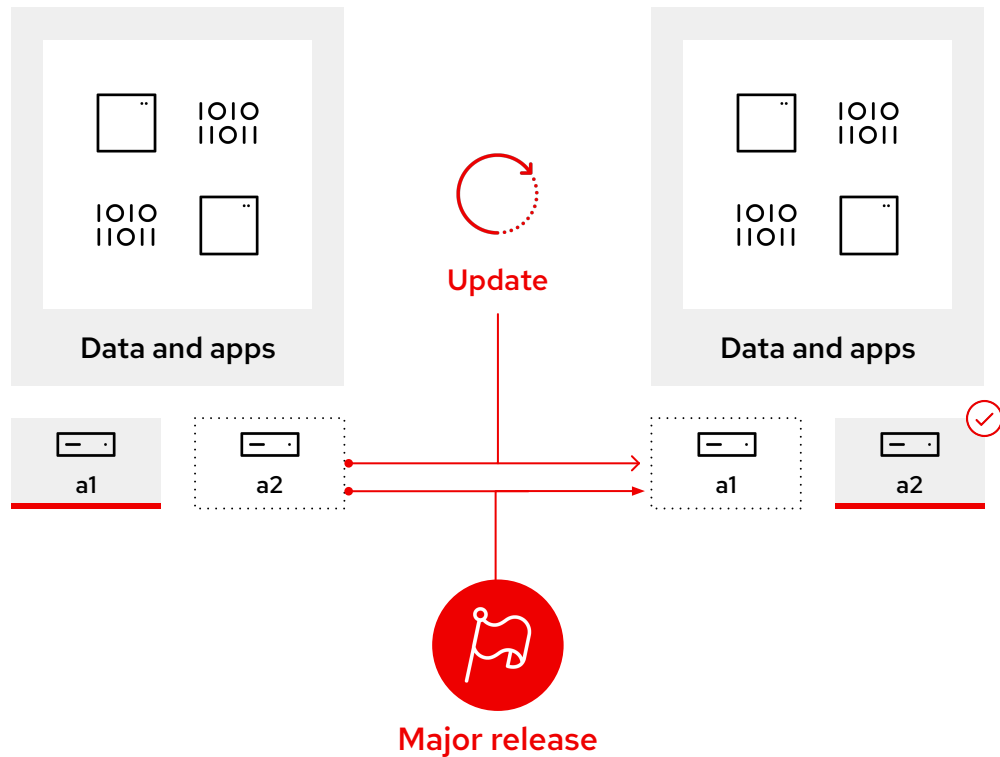 1010
11011
1010
11011
Data and apps
a1
a2
Update
Major release
1010
11011
1010
11011
Data and apps
a1
a2